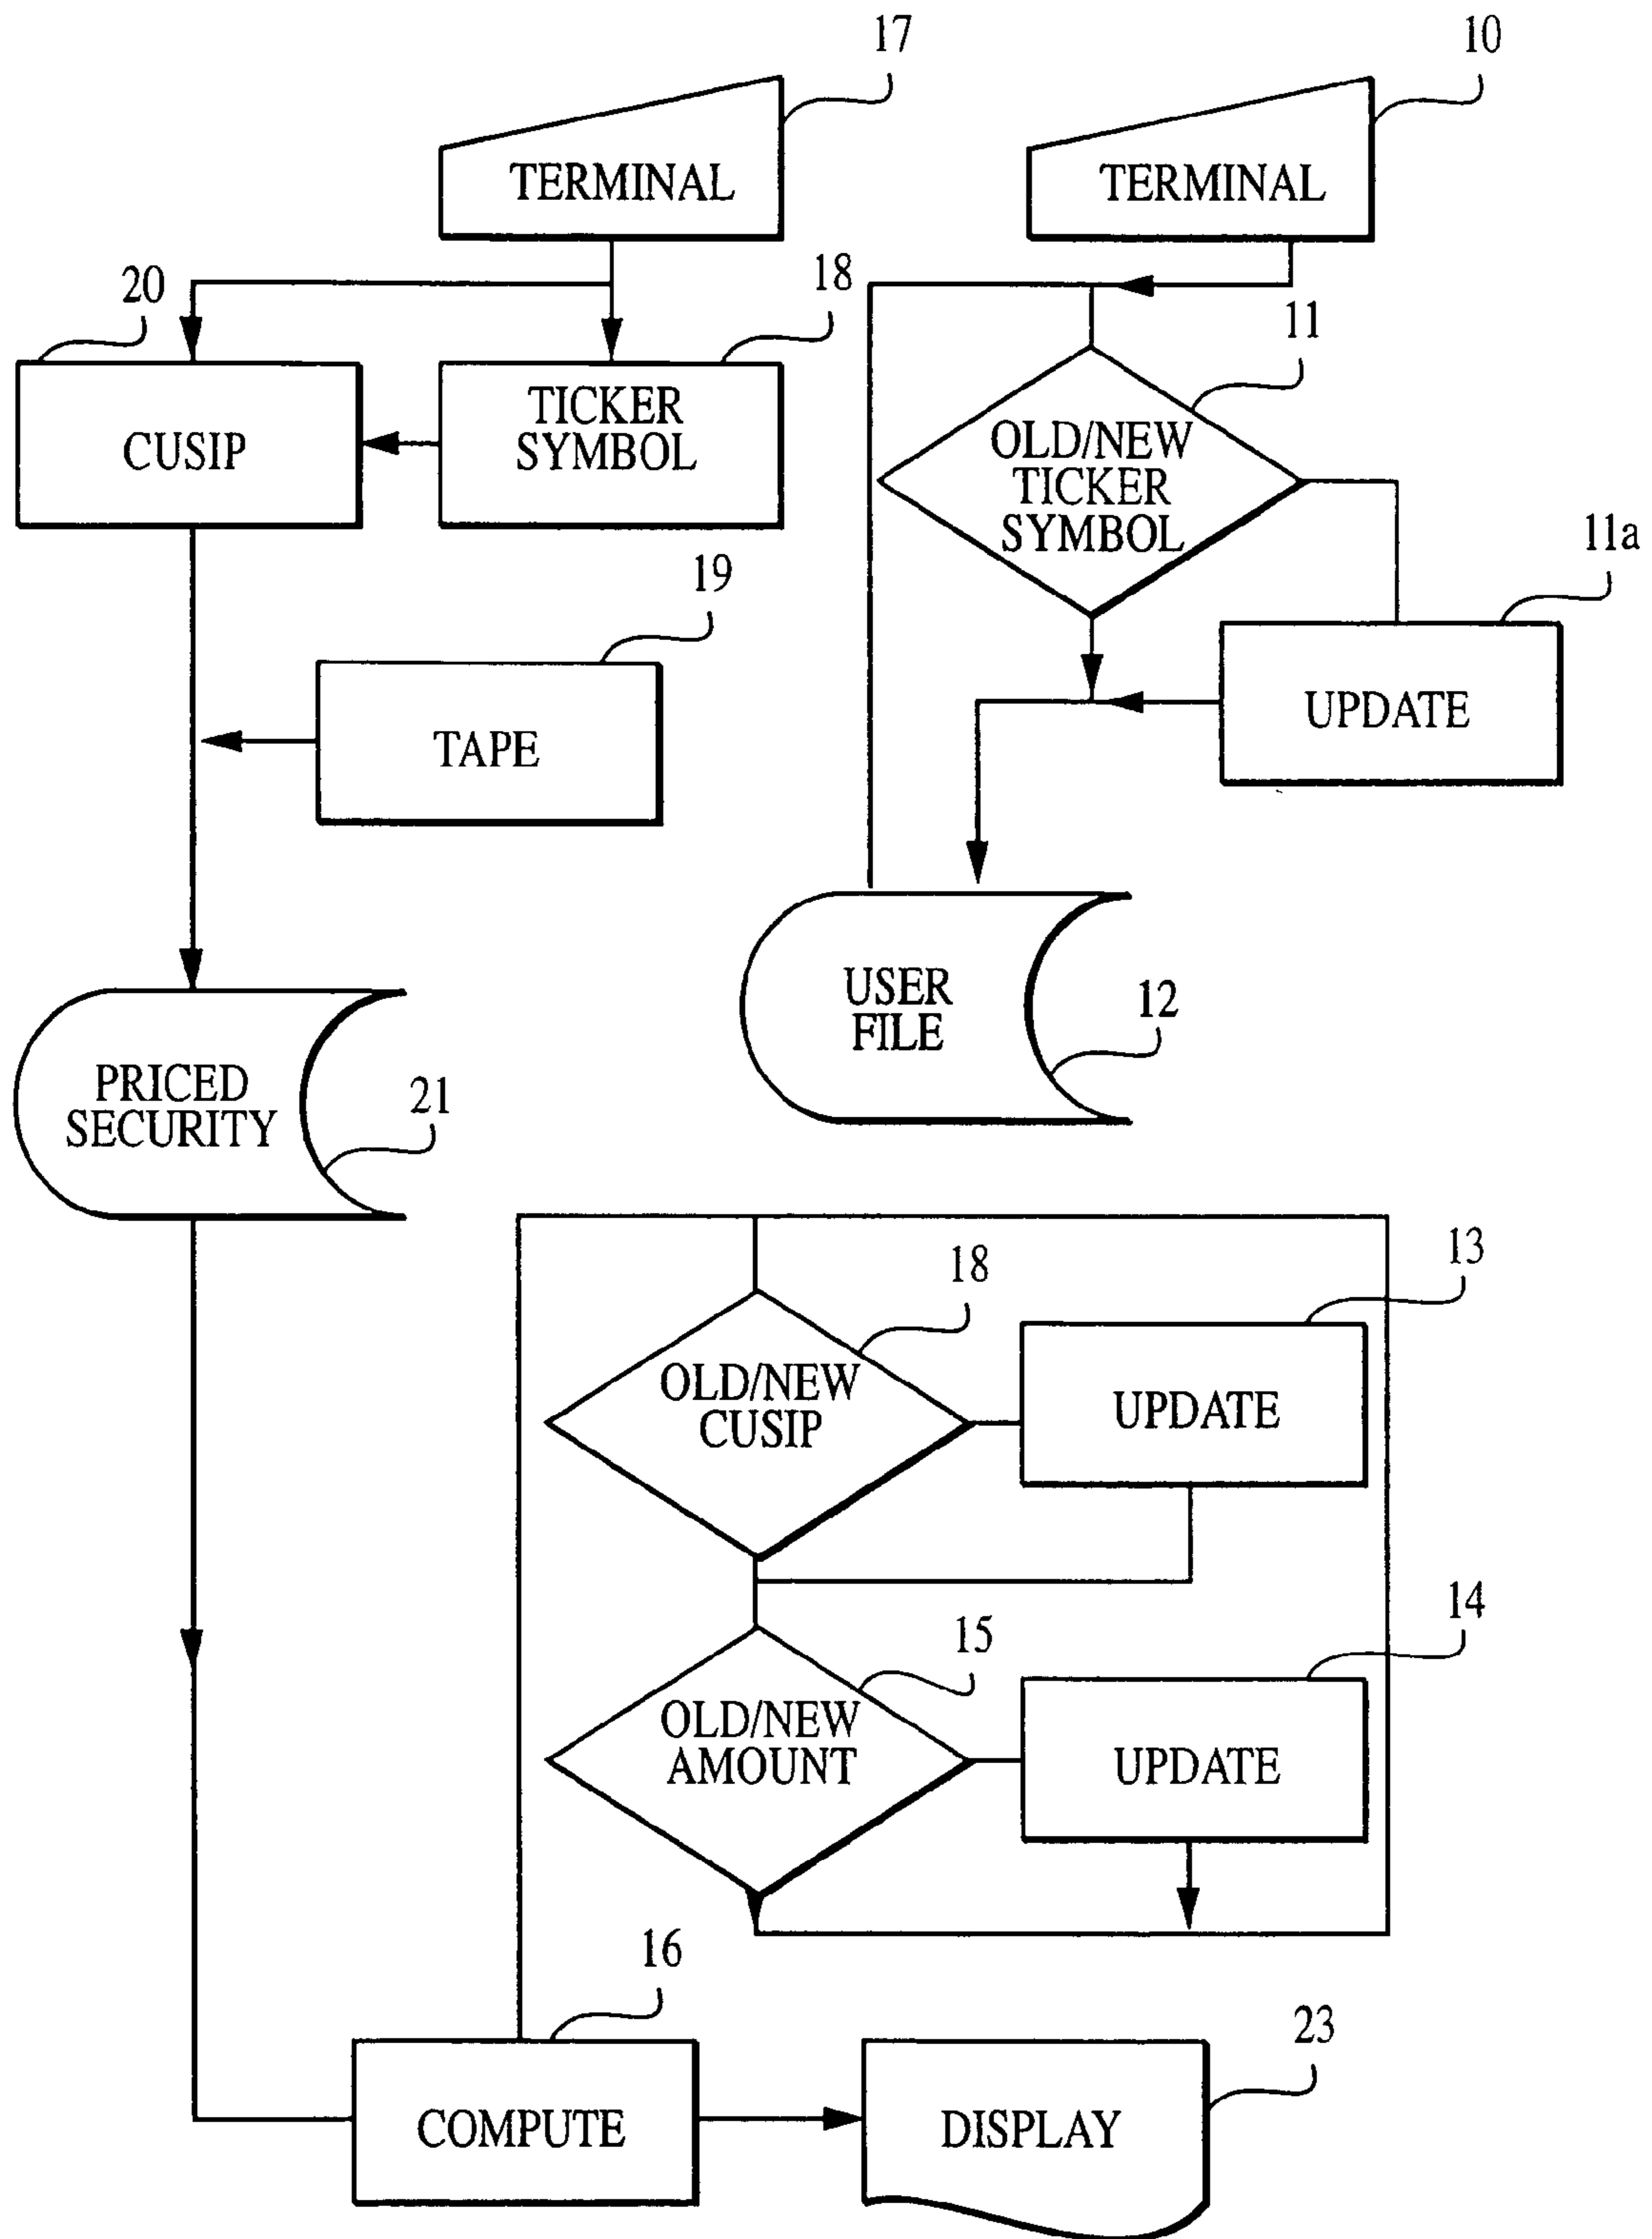 17
10
TERMINAL
TERMINAL
20
18
11
CUSIP
TICKER
SYMBOL
OLD/NEW
TICKER
SYMBOL
11a
19
TAPE
UPDATE
USER
FILE
12
PRICED
SECURITY
21
18
13
OLD/NEW
CUSIP
UPDATE
15
14
OLD/NEW
AMOUNT
UPDATE
16
23
COMPUTE
DISPLAY